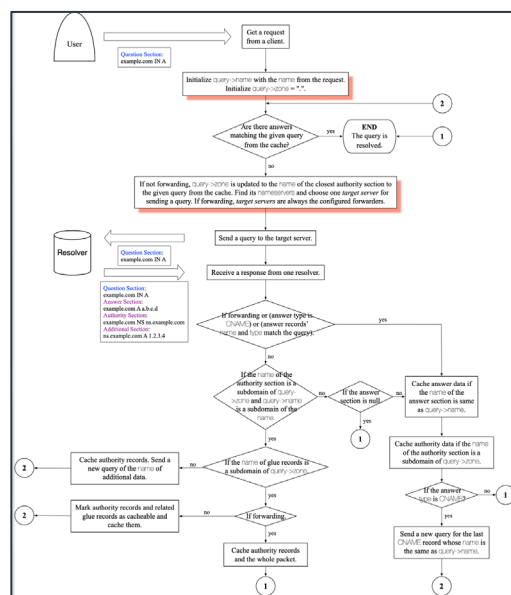 User
Question Section:
example.com IN A
Get a request
from a client.
Initialize query->name with the name from the request.
Initialize query->zone = ".".
2
Are there answers
matching the given query
from the cache?
yes
END
The query is
resolved.
1
no
If not forwarding, query->zone is updated to the name of the closest authority section to
the given query from the cache. Find its nameservers and choose one target server for
sending a query. If forwarding, target servers are always the configured forwarders.
Send a query to the target server.
Resolver
Question Section:
example.com IN A
Receive a response from one resolver.
Question Section:
example.com IN A
Answer Section:
example.com A a.b.c.d
Authority Section:
example.com NS ns.example.com
Additional Section:
ns.example.com A 1.2.3.4
If forwarding or (answer type is
CNAME) or (answer records'
name and type match the query).
yes
no
If the name of the
authority section is a
subdomain of query-
>zone and query->name
is a subdomain of the
name.
no
If the answer
section is null.
no
Cache answer data if
the name of the
answer section is same
as query->name.
1
yes
Cache authority data if the name
of the authority section is a
subdomain of query->zone.
2
Cache authority records. Send a
new query of the name of
additional data.
no
If the name of glue records is
a subdomain of query->zone.
If the answer
type is CNAME?
no
1
yes
2
Mark authority records and related
glue records as cacheable and
cache them.
no
If forwarding.
yes
Send a new query for the last
CNAME record whose name is
the same as query->name.
yes
Cache authority records
and the whole packet.
1
2